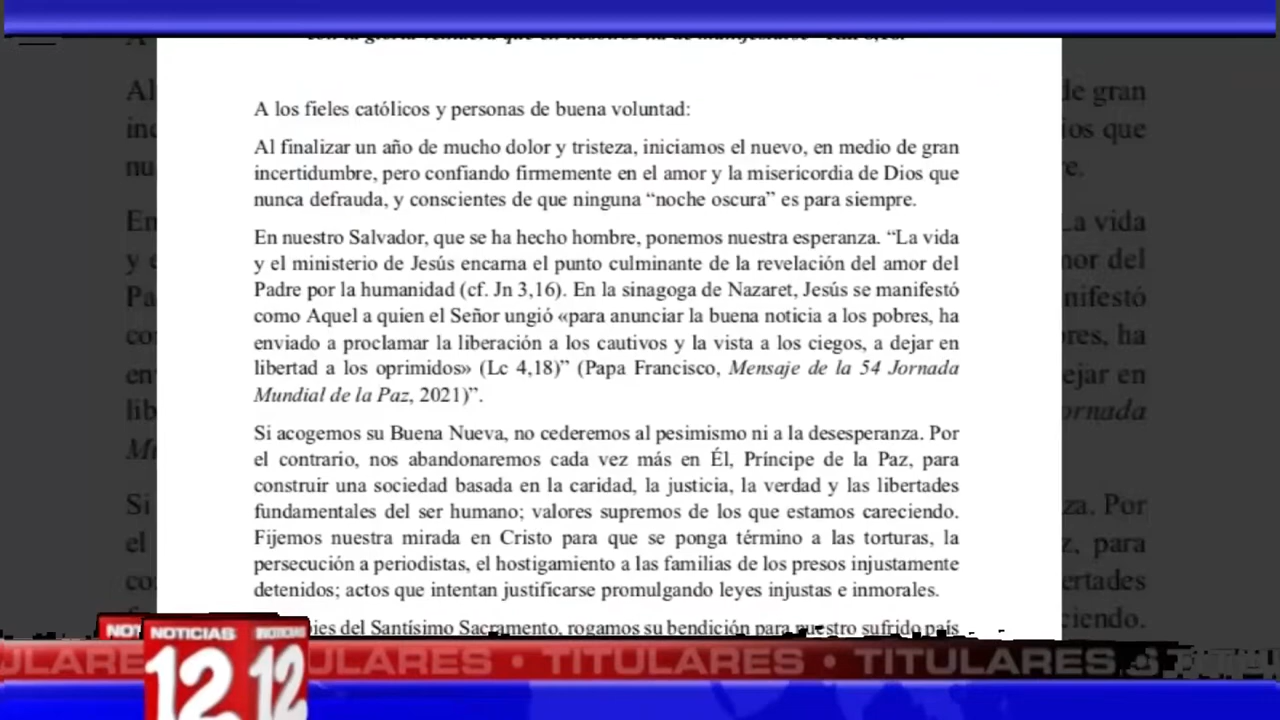 A los fieles católicos y personas de buena voluntad:
Al finalizar un año de mucho dolor y tristeza, iniciamos el nuevo, en medio de gran
incertidumbre, pero confiando firmemente en el amor y la misericordia de Dios que
nunca defrauda, y conscientes de que ninguna “noche oscura” es para siempre.
En nuestro Salvador, que se ha hecho hombre, ponemos nuestra esperanza. “La vida
y el ministerio de Jesús encarna el punto culminante de la revelación del amor del
Padre por la humanidad (cf. Jn 3,16). En la sinagoga de Nazaret, Jesús se manifestó
como Aquel a quien el Señor ungió «para anunciar la buena noticia a los pobres, ha
enviado a proclamar la liberación a los cautivos y la vista a los ciegos, a dejar en
libertad a los oprimidos» (Lc 4,18)” (Papa Francisco, Mensaje de la 54 Jornada
Mundial de la Paz, 2021)”.
Si acogemos su Buena Nueva, no cederemos al pesimismo ni a la desesperanza. Por
el contrario, nos abandonaremos cada vez más en Él, Príncipe de la Paz, para
construir una sociedad basada en la caridad, la justicia, la verdad y las libertades
fundamentales del ser humano; valores supremos de los que estamos careciendo.
Fijemos nuestra mirada en Cristo para que se ponga término a las torturas, la
persecución a periodistas, el hostigamiento a las familias de los presos injustamente
detenidos; actos que intentan justificarse promulgando leyes injustas e inmorales.
del Santísimo Sacramento, rogamos su bendición para nuestro sufrido país
NOTICIAS
12 12
TITULARES • TITULARES